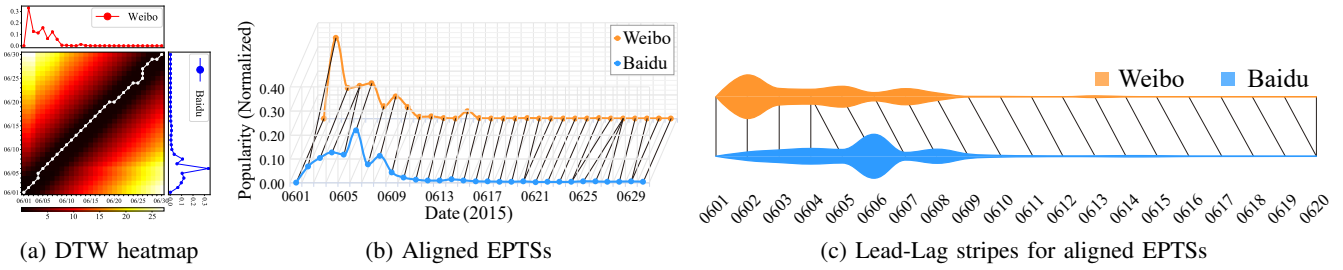 0.3
0.2
0.1
0.0
Weibo
06/30
06/25
06/20
06/15
06/10
06/05
06/01
06/01 06/05 06/10 06/15 06/20 06/25 06/30
Baidu
0.0 0.1 0.2 0.3
5 10 15 20 25
(a) DTW heatmap
Popularity (Normalized)
0.40
0.30
0.20
0.10
0.00
Weibo
Baidu
0601 0605 0609 0613 0617 0621 0625 0629
Date (2015)
(b) Aligned EPTSs
Weibo Baidu
0601 0602 0603 0604 0605 0606 0607 0608 0609 0610 0611 0612 0613 0614 0615 0616 0617 0618 0619 0620
(c) Lead-Lag stripes for aligned EPTSs